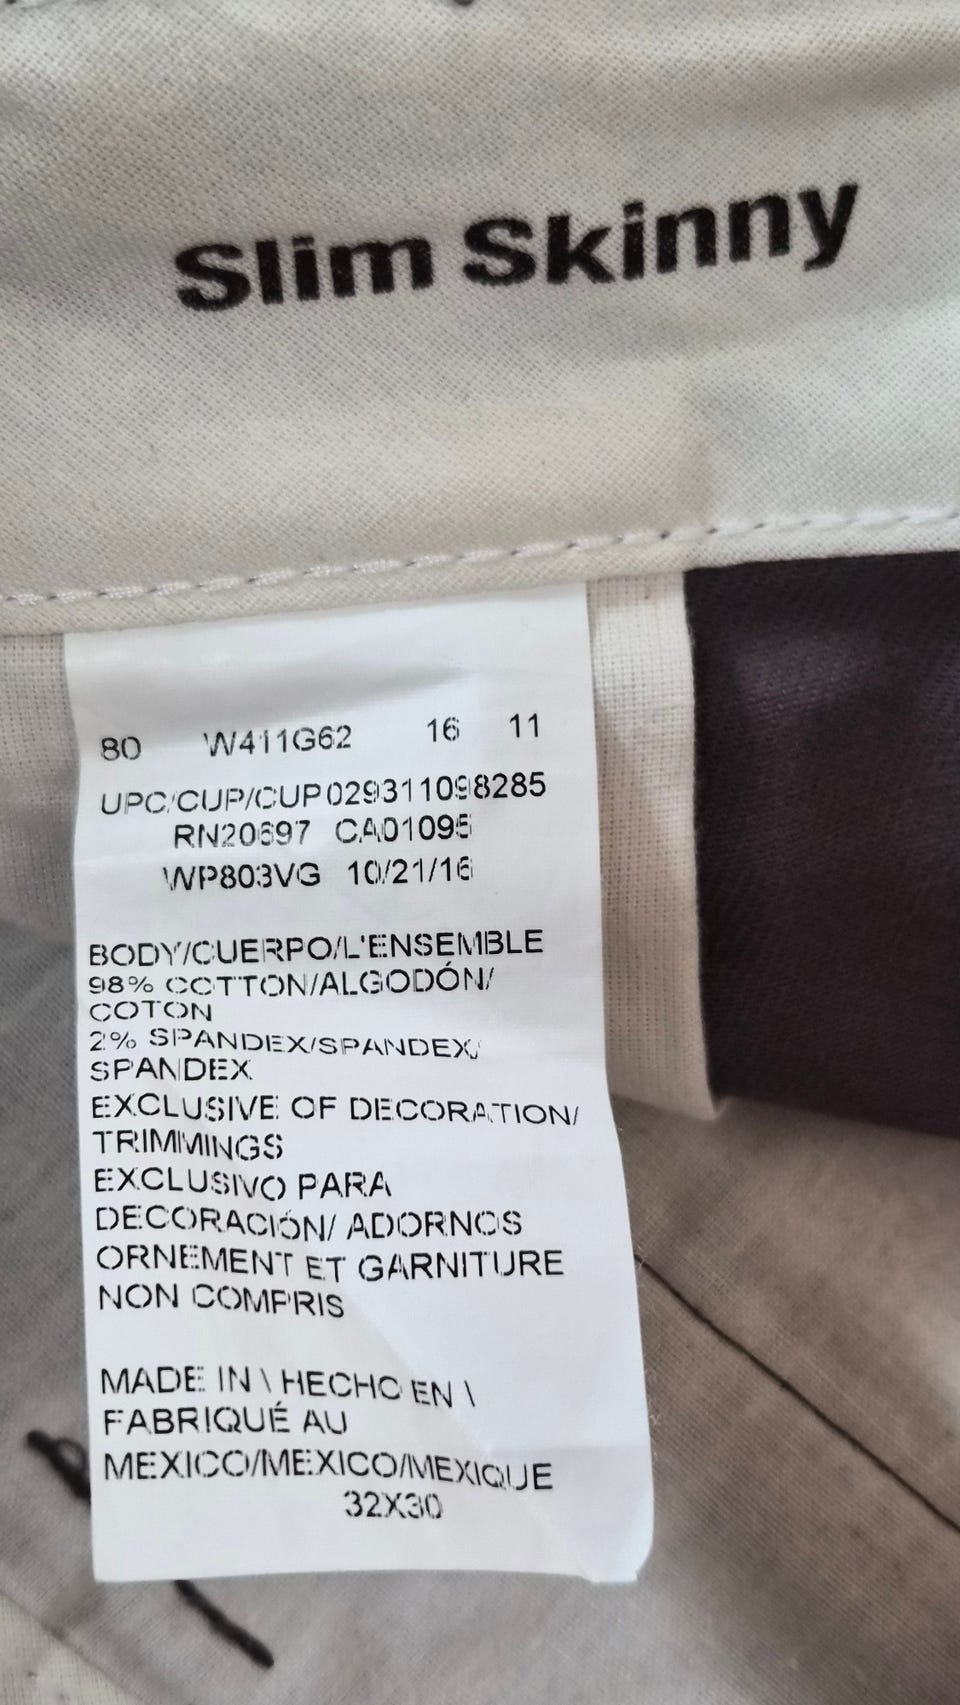 Slim Skinny
80 W411G62 16 11
UPC/CUP/CUP 029311098285
RN20697 CA01095
WP803VG 10/21/16
BODY/CUERPO/L'ENSEMBLE
98% COTTON/ALGODÓN/
COTON
2% SPANDEX/SPANDEX/
SPANDEX
EXCLUSIVE OF DECORATION/
TRIMMINGS
EXCLUSIVO PARA
DECORACIÓN/ ADORNOS
ORNEMENT ET GARNITURE
NON COMPRIS
MADE IN \ HECHO EN \
FABRIQUÉ AU
MEXICO/MEXICO/MEXIQUE
32X30